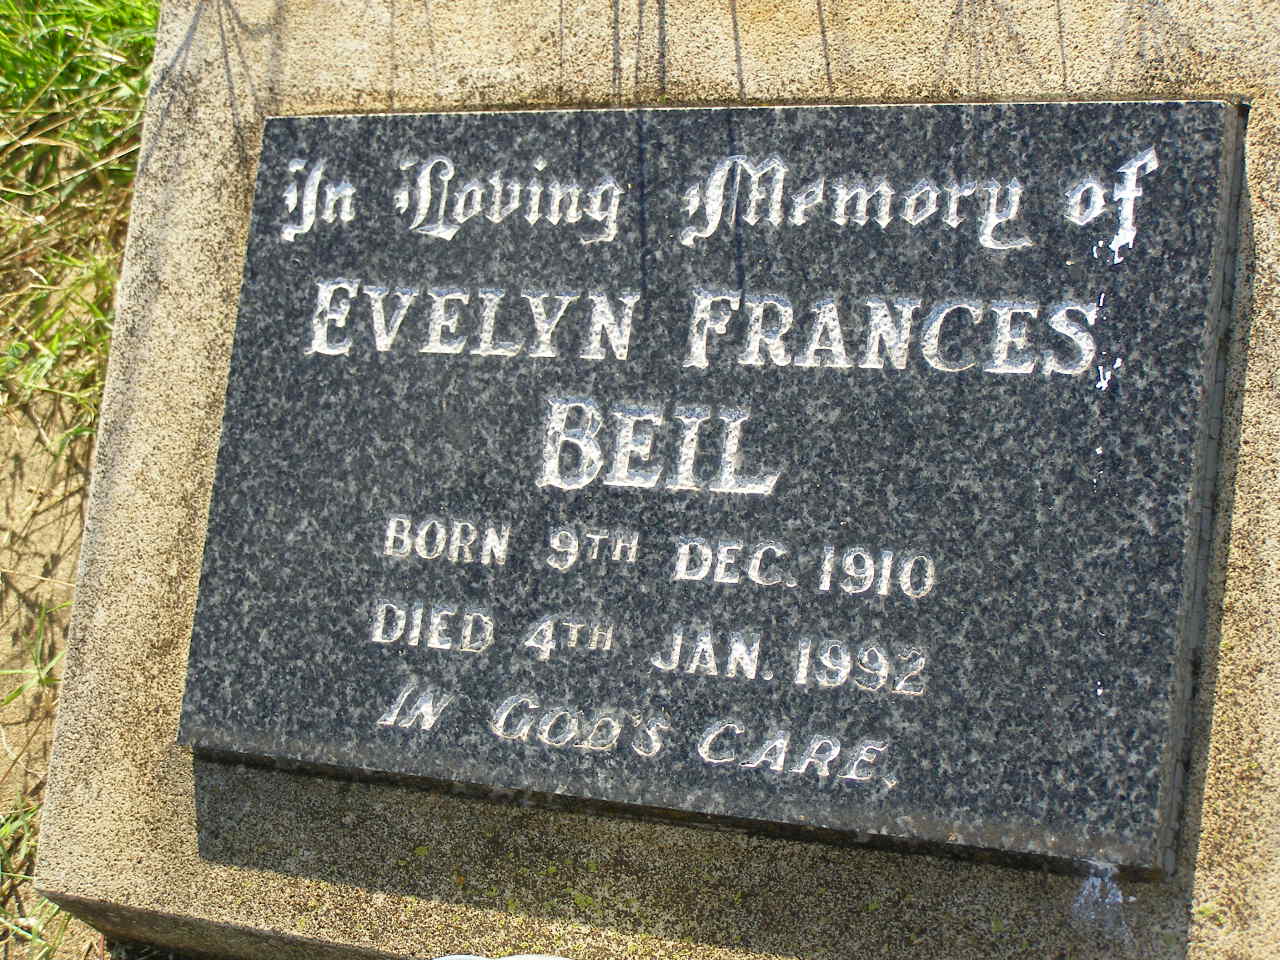 In Loving Memory of
EVELYN FRANCES
BEIL
BORN 9TH DEC. 1910
DIED 4TH JAN. 1992
IN GOD'S CARE.